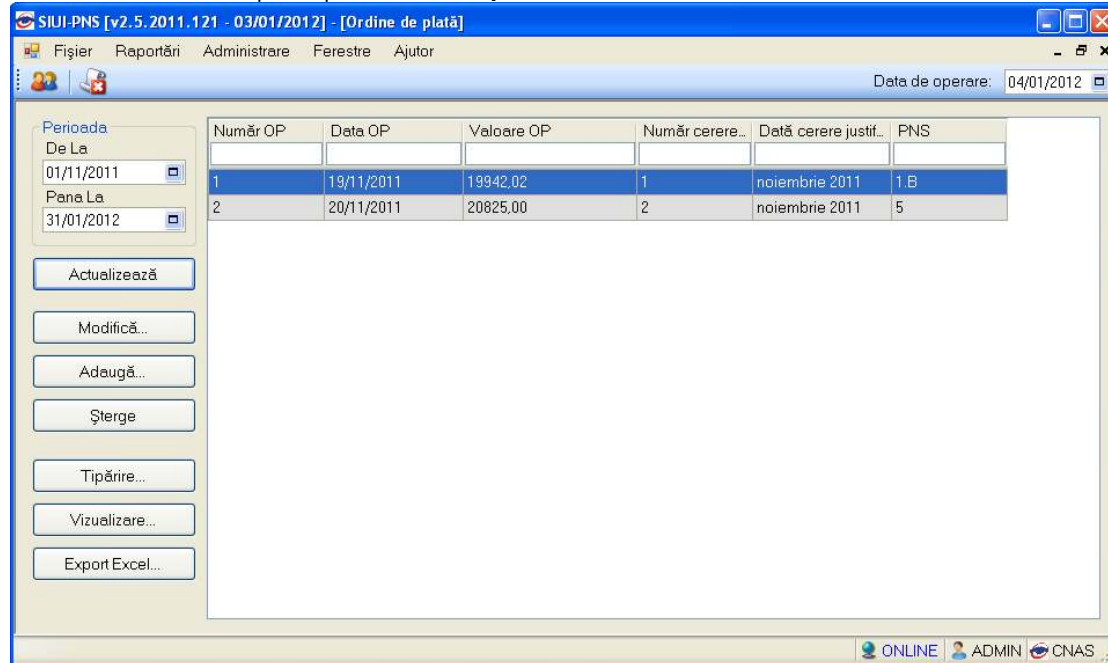 SIUI-PNS [v2.5.2011.121 - 03/01/2012] - [Ordine de plată]
Fişier Raportări Administrare Ferestre Ajutor
Data de operare: 04/01/2012
Perioada
De La
01/11/2011
Pana La
31/01/2012
Actualizează
Modifică...
Adaugă...
Şterge
Tipărire...
Vizualizare...
Export Excel...
Număr OP Data OP Valoare OP Număr cerere... Dată cerere justif... PNS
1 19/11/2011 19942,02 1 noiembrie 2011 1.B
2 20/11/2011 20825,00 2 noiembrie 2011 5
ONLINE ADMIN CNAS